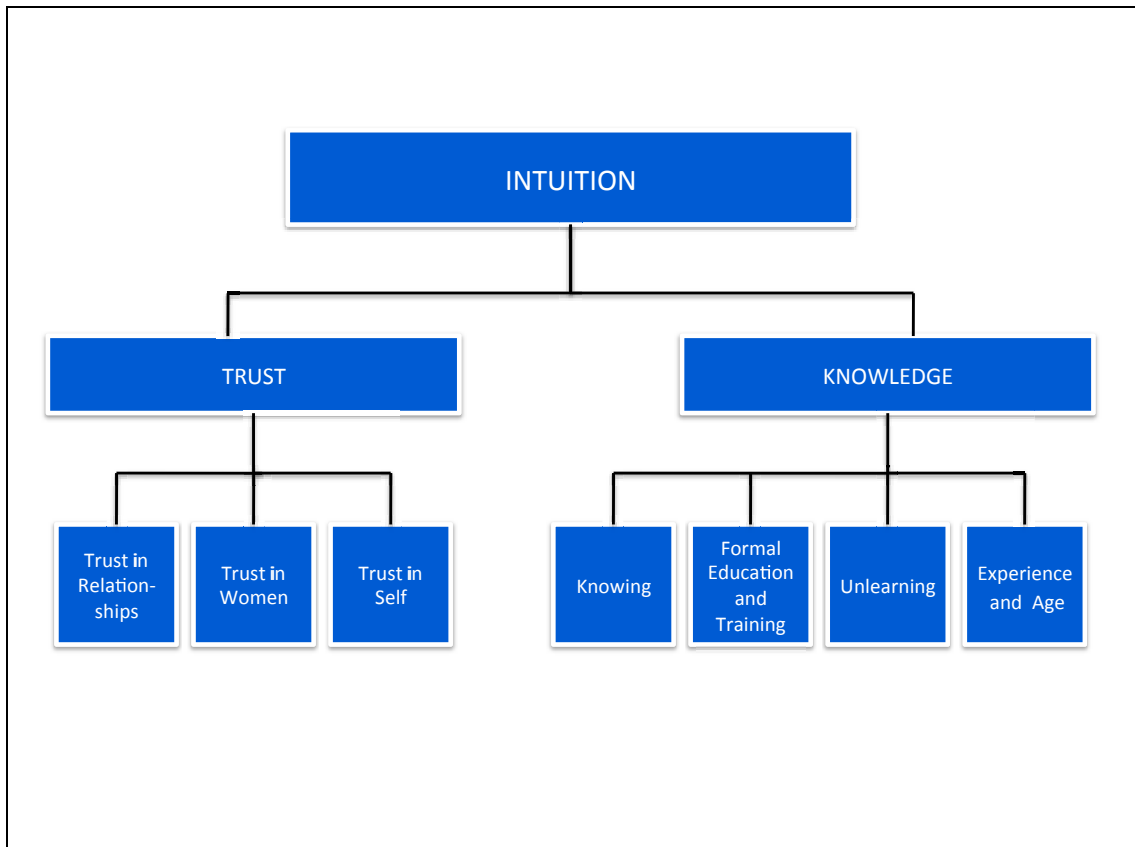 INTUITION
TRUST
KNOWLEDGE
Trust in
Relation-
ships
Trust in
Women
Trust in
Self
Knowing
Formal
Education
and
Training
Unlearning
Experience
and Age